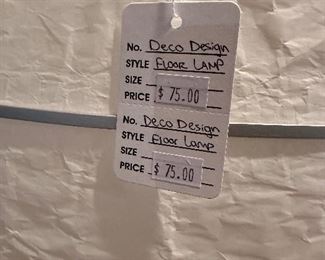 No. Deco Design
STYLE FLOOR LAMP
SIZE
PRICE $ 75.00
No. Deco Design
STYLE Floor Lamp
SIZE
PRICE $ 75.00